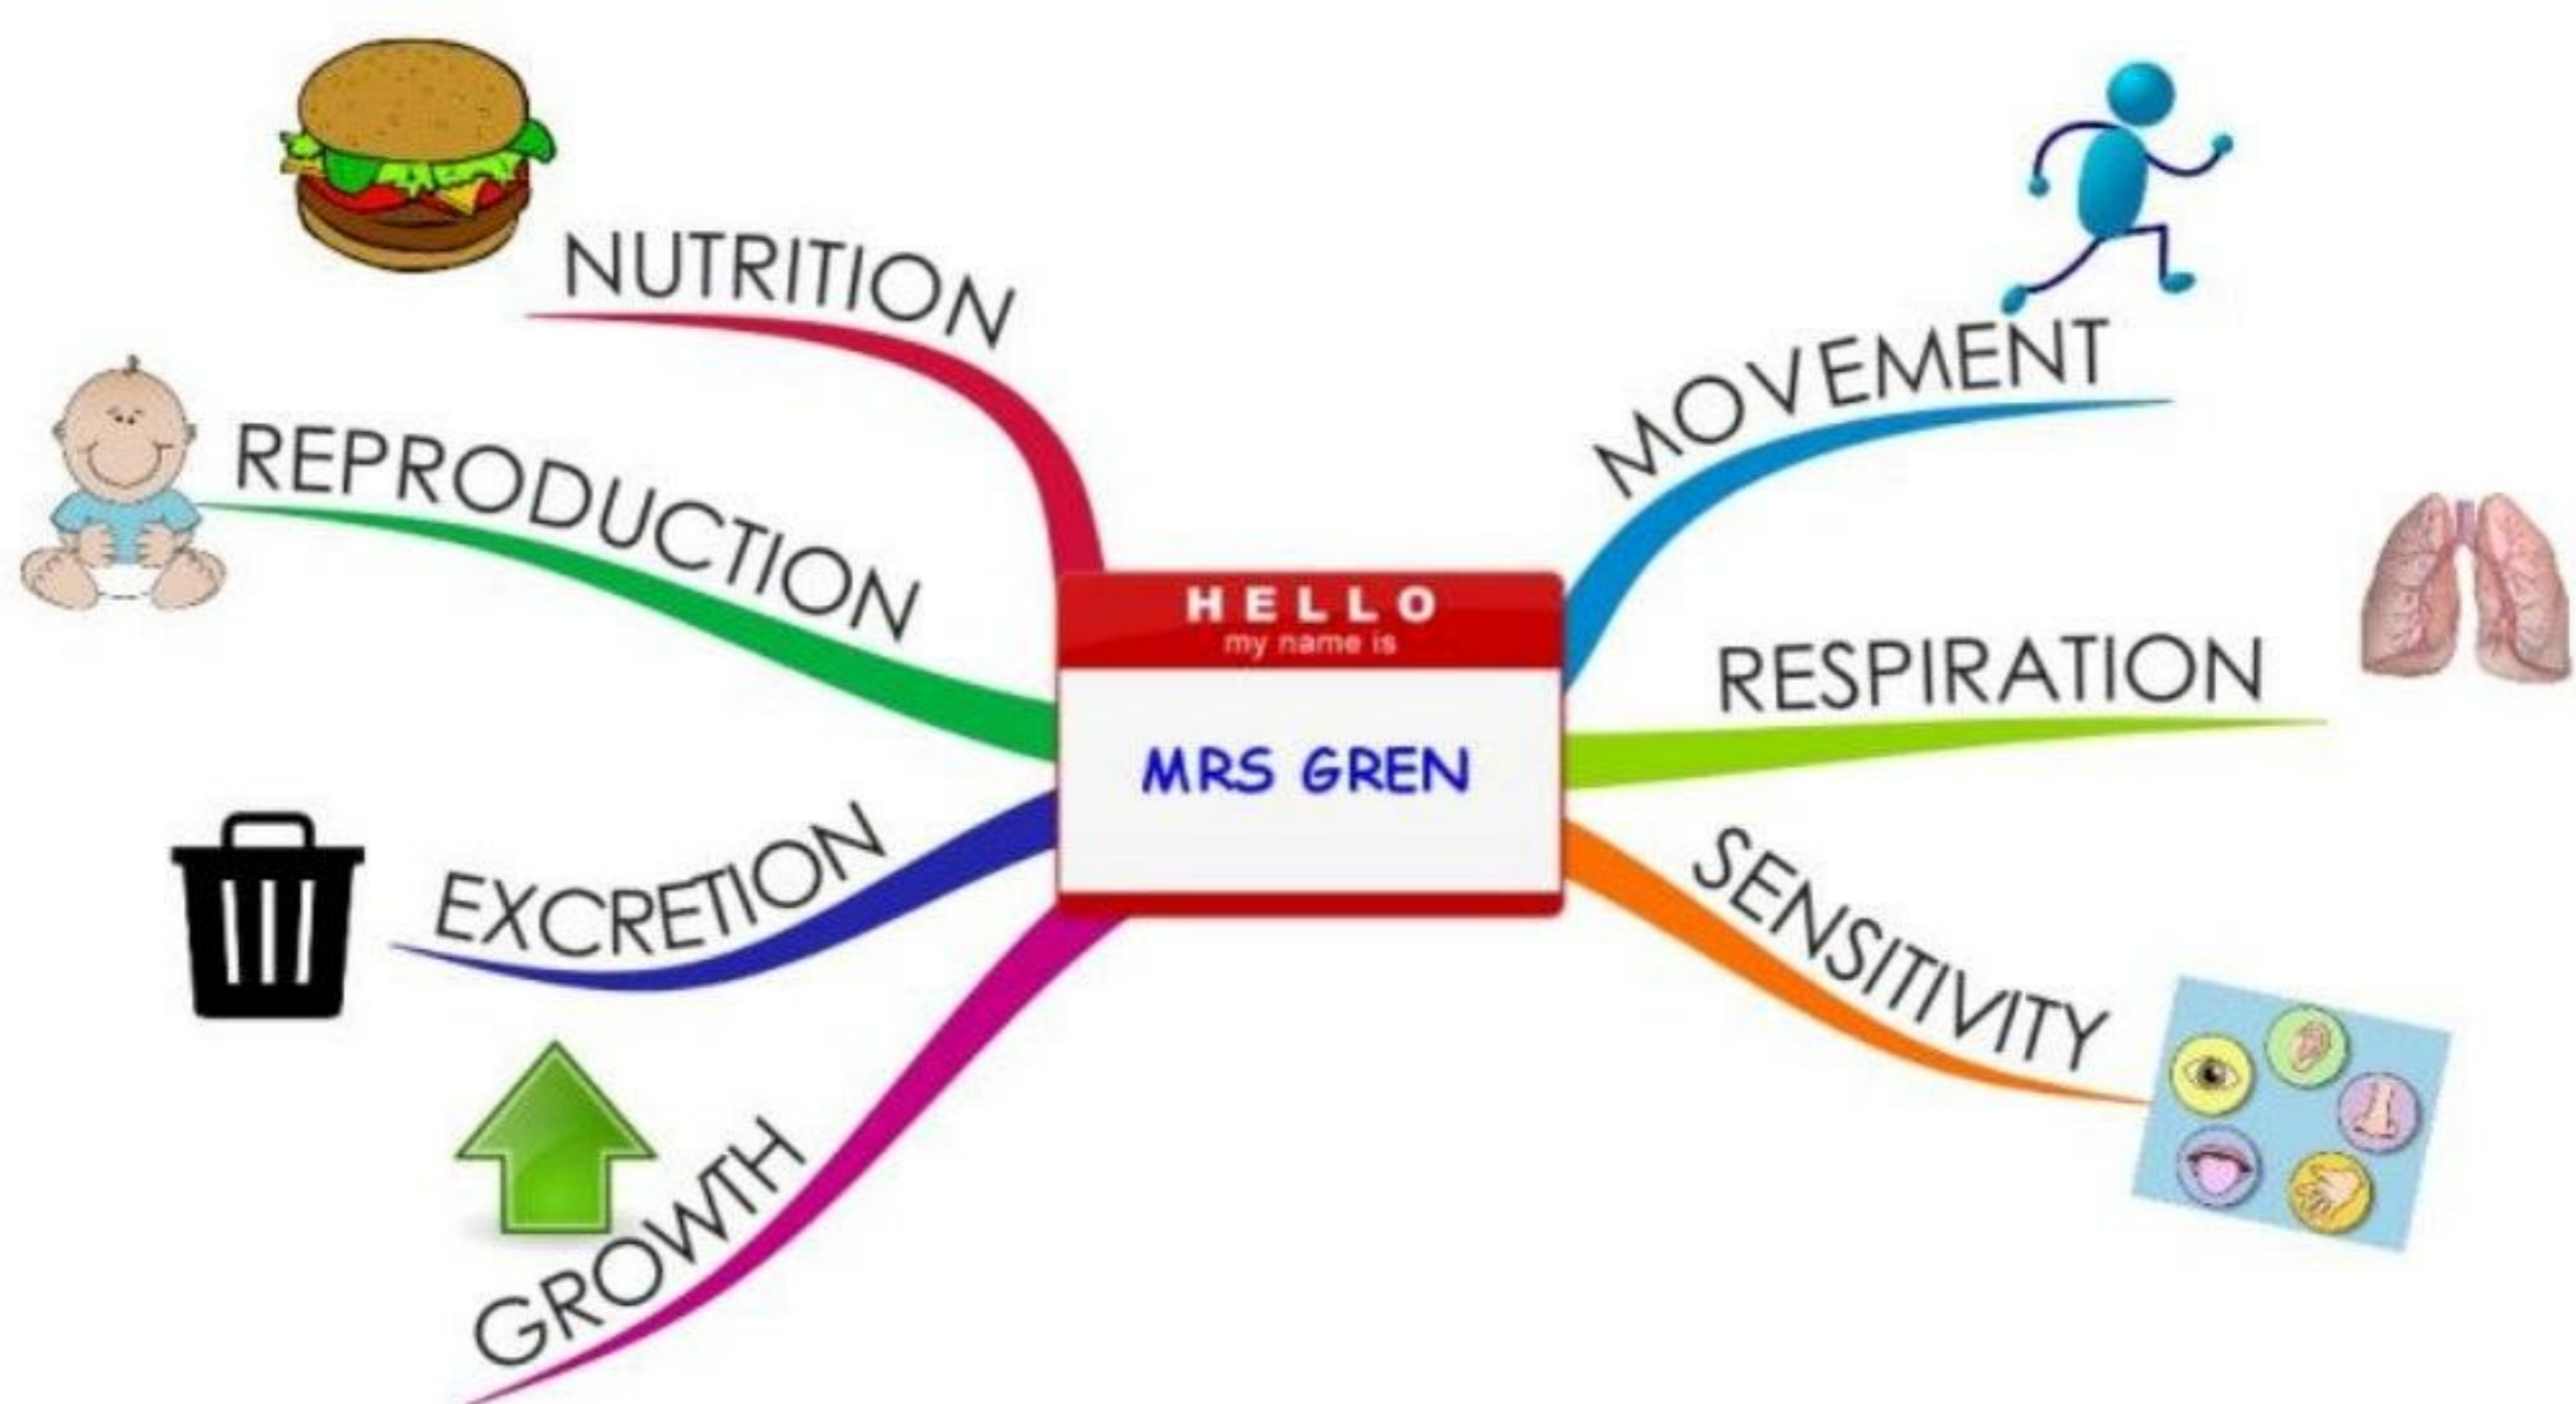 NUTRITION
MOVEMENT
REPRODUCTION
HELLO
my name is
MRS GREN
RESPIRATION
EXCRETION
SENSITIVITY
GROWTH